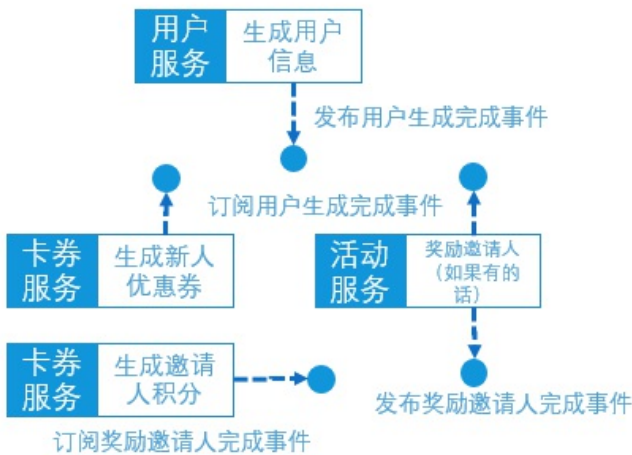 用户
服务
生成用户
信息
发布用户生成完成事件
订阅用户生成完成事件
卡券
服务
生成新人
优惠券
活动
服务
奖励邀请人
（如果有的
话）
卡券
服务
生成邀请
人积分
发布奖励邀请人完成事件
订阅奖励邀请人完成事件